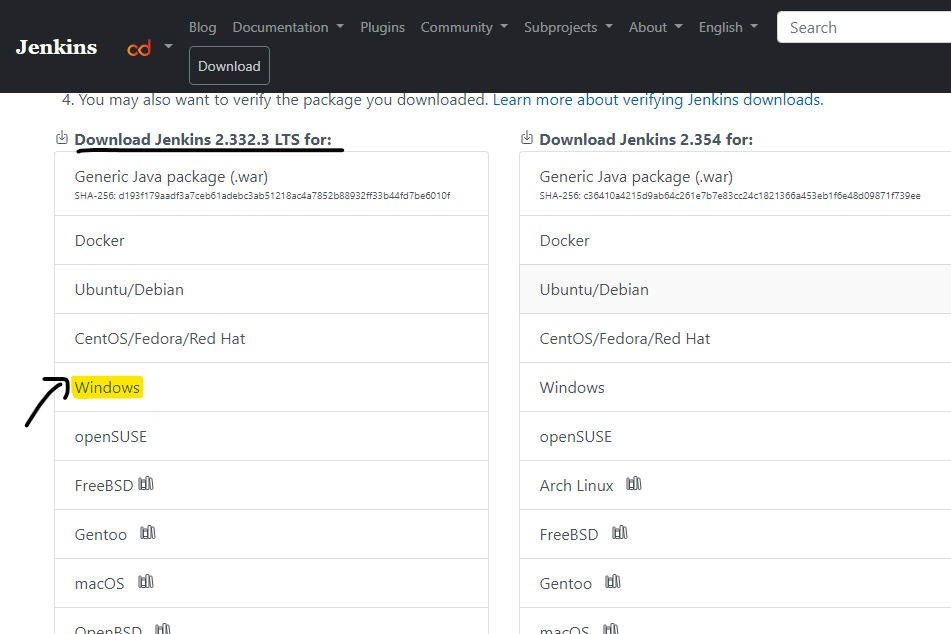 Jenkins
cd
Blog
Documentation
Plugins
Community
Subprojects
About
English
Search
Download
4. You may also want to verify the package you downloaded. Learn more about verifying Jenkins downloads.
Download Jenkins 2.332.3 LTS for:
Generic Java package (.war)
SHA-256: d193f179aadf3a7ceb61adebc3ab51218ac4a7852b88932ff33b44fd7be6010f
Docker
Ubuntu/Debian
CentOS/Fedora/Red Hat
Windows
openSUSE
FreeBSD
Gentoo
macOS
OpenBSD
Download Jenkins 2.354 for:
Generic Java package (.war)
SHA-256: c36410a4215d9ab64c261e7b7e83cc24c1821366a453eb1f6e48d09871f739ee
Docker
Ubuntu/Debian
CentOS/Fedora/Red Hat
Windows
openSUSE
Arch Linux
FreeBSD
Gentoo
macOS